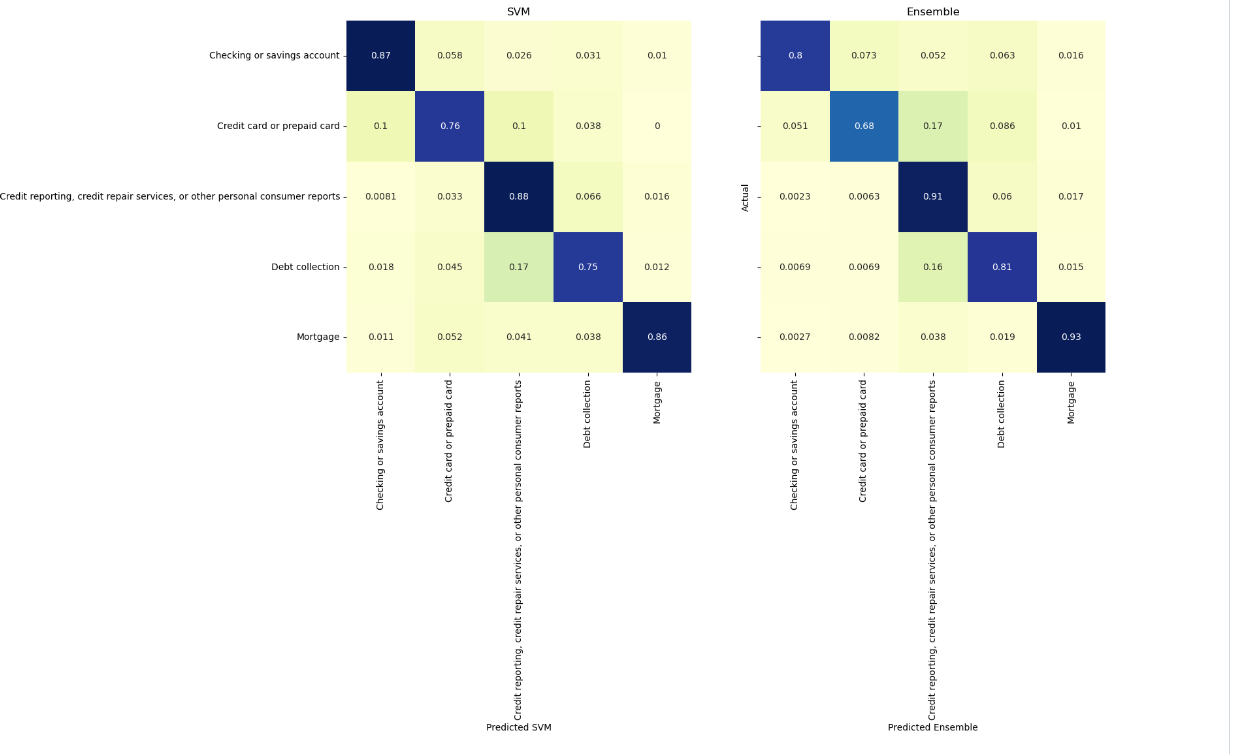 SVM
Ensemble
Checking or savings account
0.87 0.058 0.026 0.031 0.01
0.8 0.073 0.052 0.063 0.016
Credit card or prepaid card
0.1 0.76 0.1 0.038 0
0.051 0.68 0.17 0.086 0.01
Credit reporting, credit repair services, or other personal consumer reports
0.0081 0.033 0.88 0.066 0.016
Actual
0.0023 0.0063 0.91 0.06 0.017
Debt collection
0.018 0.045 0.17 0.75 0.012
0.0069 0.0069 0.16 0.81 0.015
Mortgage
0.011 0.052 0.041 0.038 0.86
0.0027 0.0082 0.038 0.019 0.93
Checking or savings account
Credit card or prepaid card
Credit reporting, credit repair services, or other personal consumer reports
Debt collection
Mortgage
Predicted SVM
Checking or savings account
Credit card or prepaid card
Credit reporting, credit repair services, or other personal consumer reports
Debt collection
Mortgage
Predicted Ensemble